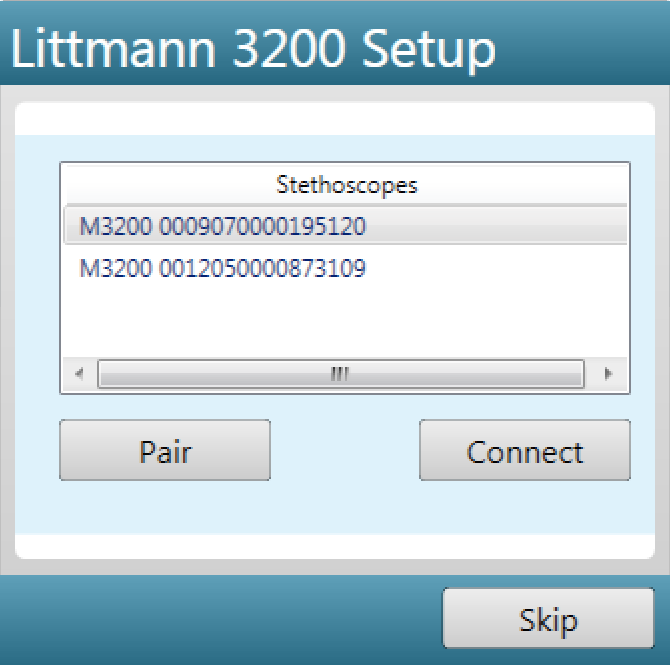 Littmann 3200 Setup
Stethoscopes
M3200 0009070000195120
M3200 0012050000873109
Pair
Connect
Skip